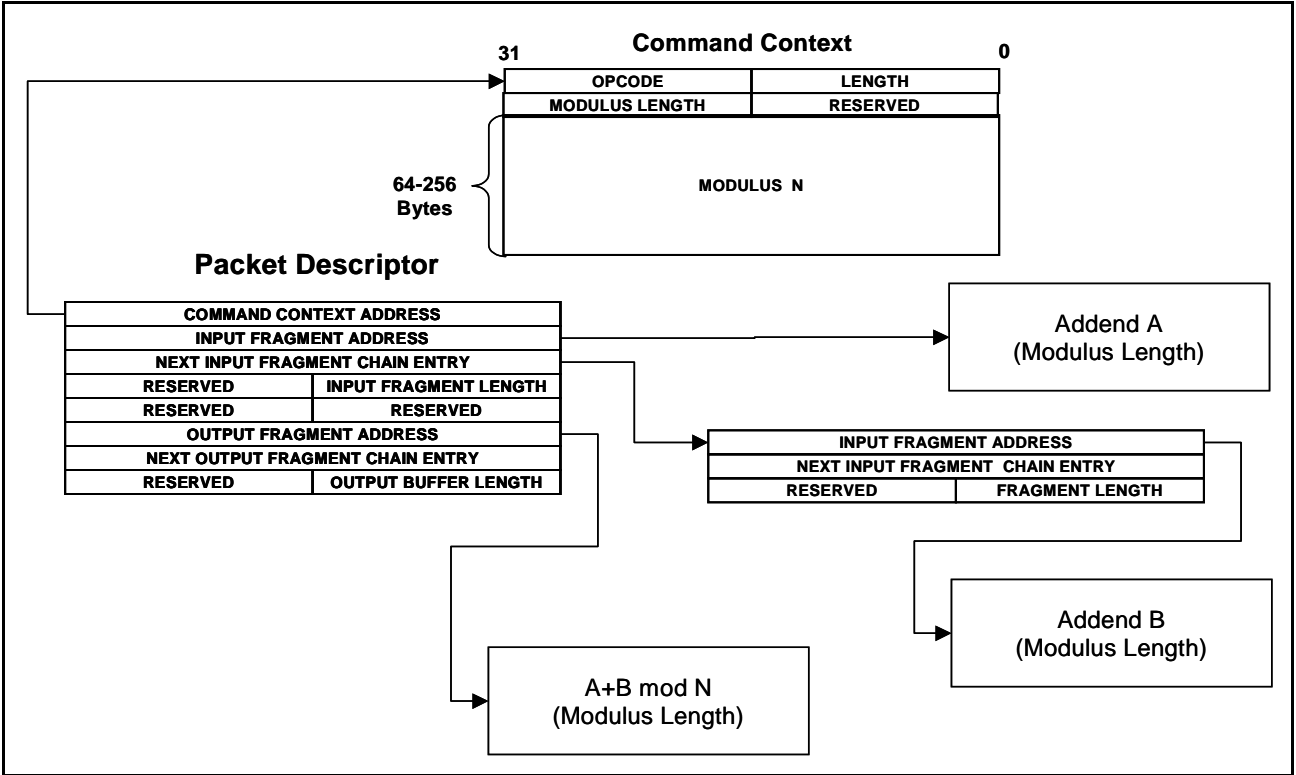 Command Context
31 0
OPCODE LENGTH
MODULUS LENGTH RESERVED
64-256
Bytes
MODULUS N
Packet Descriptor
COMMAND CONTEXT ADDRESS
INPUT FRAGMENT ADDRESS
NEXT INPUT FRAGMENT CHAIN ENTRY
RESERVED INPUT FRAGMENT LENGTH
RESERVED RESERVED
OUTPUT FRAGMENT ADDRESS
NEXT OUTPUT FRAGMENT CHAIN ENTRY
RESERVED OUTPUT BUFFER LENGTH
Addend A
(Modulus Length)
INPUT FRAGMENT ADDRESS
NEXT INPUT FRAGMENT CHAIN ENTRY
RESERVED FRAGMENT LENGTH
Addend B
(Modulus Length)
A+B mod N
(Modulus Length)